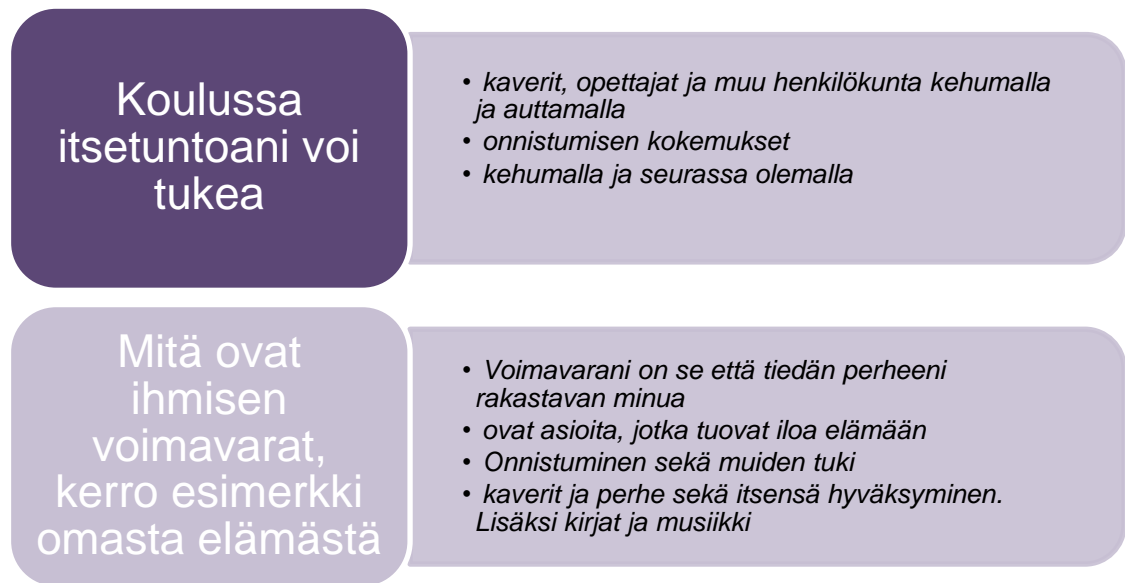 Koulussa
itsetuntoani voi
tukea
• kaverit, opettajat ja muu henkilökunta kehumalla
ja auttamalla
• onnistumisen kokemukset
• kehumalla ja seurassa olemalla
Mitä ovat
ihmisen
voimavarat,
kerro esimerkki
omasta elämästä
• Voimavarani on se että tiedän perheeni
rakastavan minua
• ovat asioita, jotka tuovat iloa elämään
• Onnistuminen sekä muiden tuki
• kaverit ja perhe sekä itsensä hyväksyminen.
Lisäksi kirjat ja musiikki